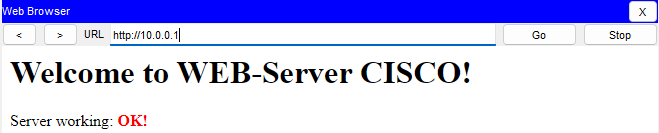 Web Browser X
< > URL http://10.0.0.1 Go Stop
Welcome to WEB-Server CISCO!
Server working: OK!